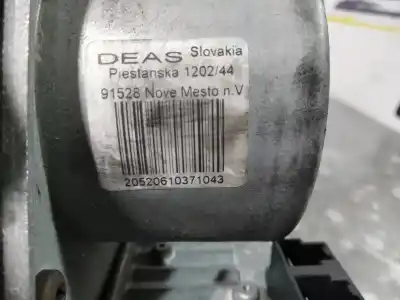 DEAS Slovakia
Piestanska 1202/44
91528 Nove Mesto n.V
20520610371043